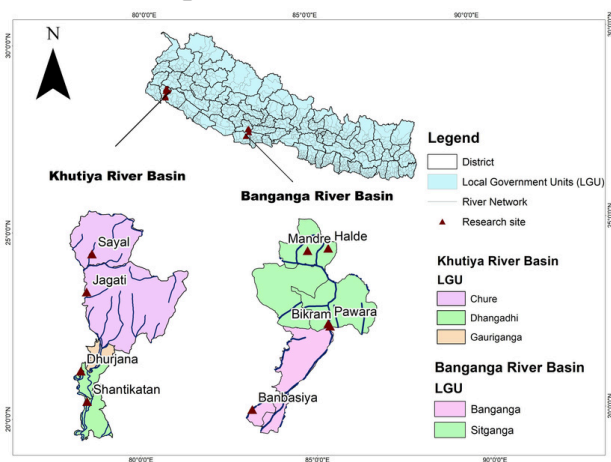 80°0'0"E
85°0'0"E
90°0'0"E
30°0'0"N
N
Khutiya River Basin
Banganga River Basin
Legend
District
Local Government Units (LGU)
River Network
Research site
25°0'0"N
Sayal
Jagati
Dhurjana
Shantikatan
Mandre
Halde
Bikram
Pawara
Banbasiya
Khutiya River Basin
LGU
Chure
Dhangadhi
Gauriganga
Banganga River Basin
LGU
Banganga
Sitganga
20°0'0"N
80°0'0"E
85°0'0"E
90°0'0"E